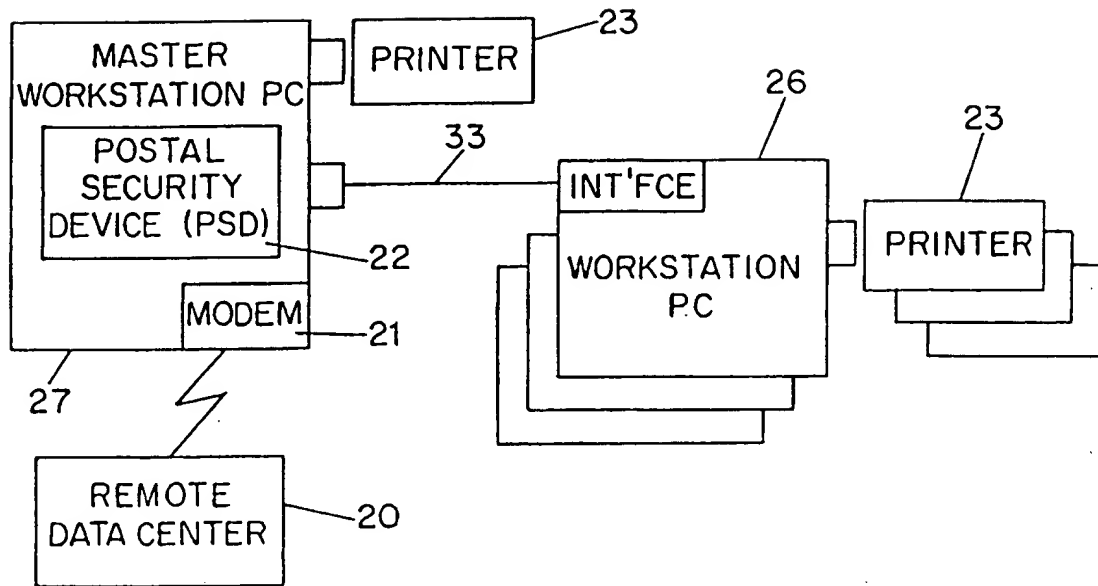 MASTER
WORKSTATION PC
POSTAL
SECURITY
DEVICE (PSD)
22
MODEM
21
27
PRINTER
23
33
26
INT'FCE
WORKSTATION
P.C
23
PRINTER
REMOTE
DATA CENTER
20